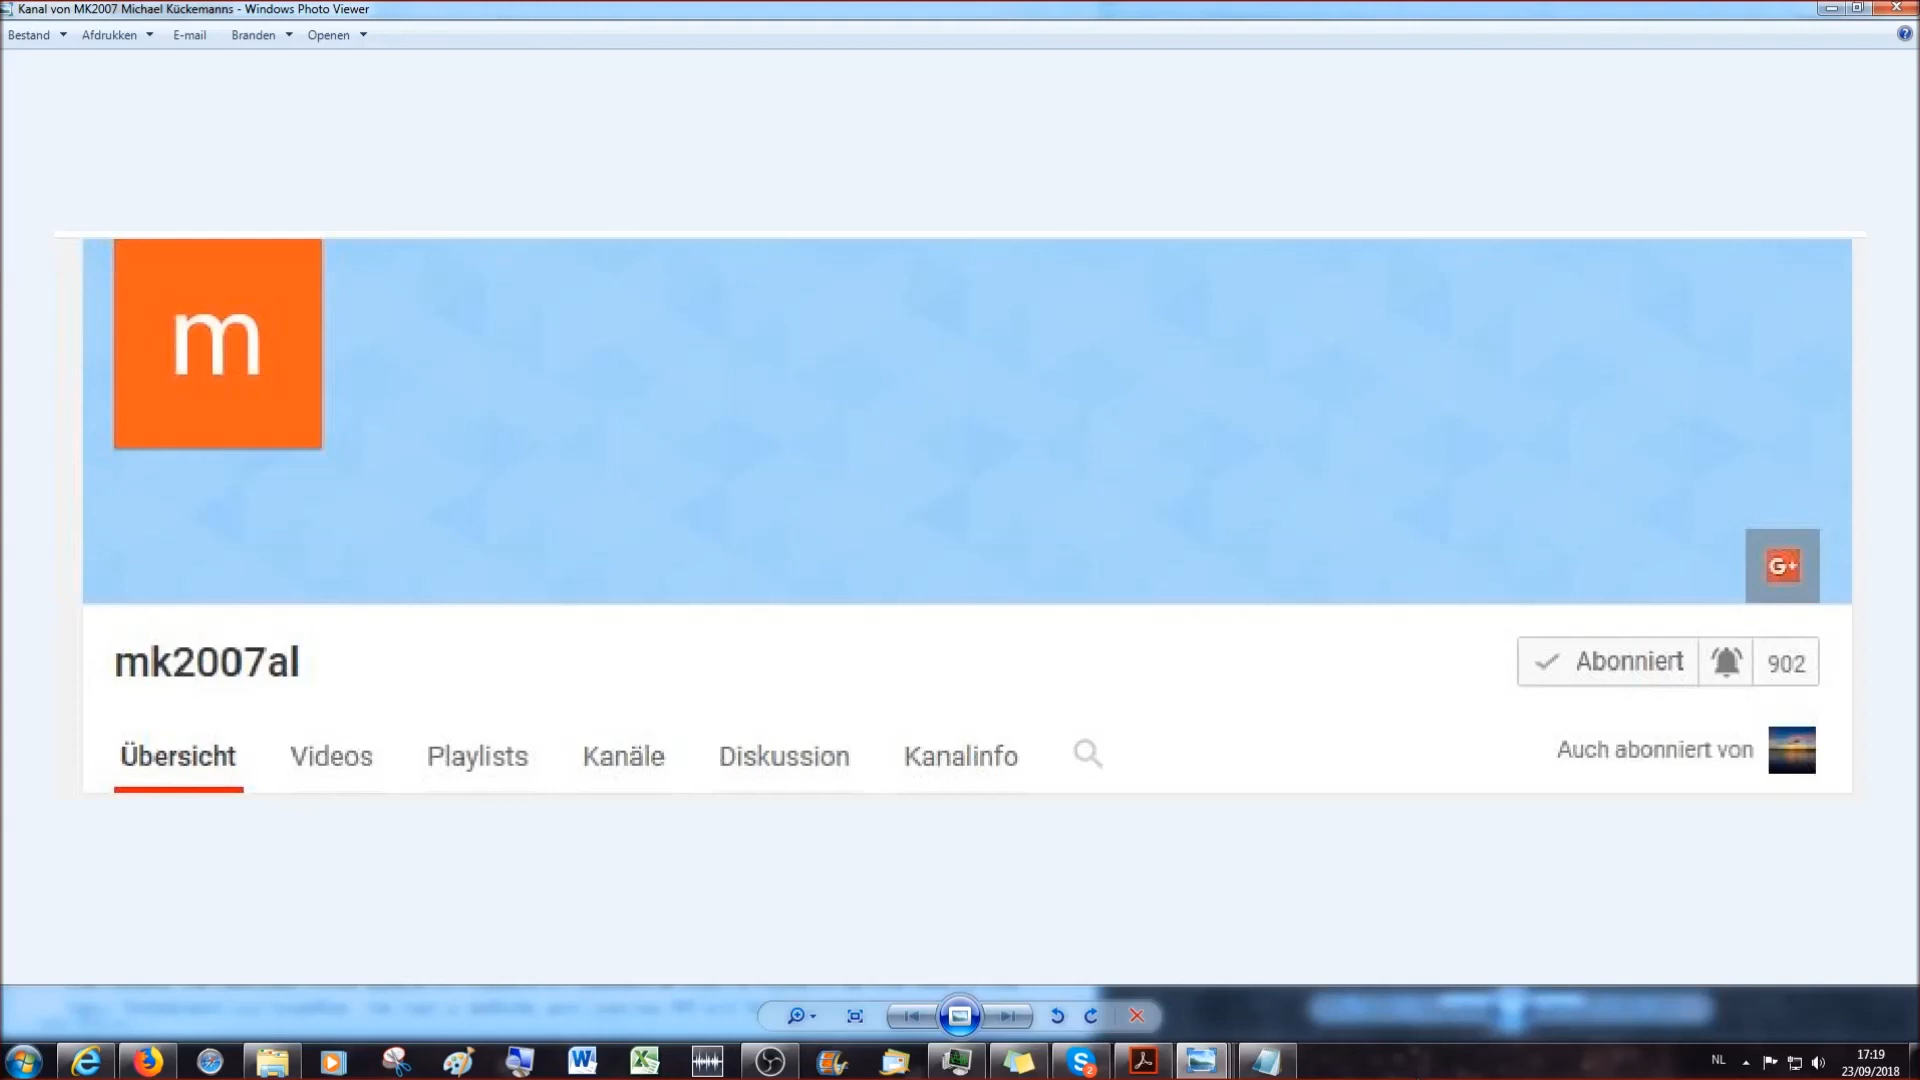 Kanal von MK2007 Michael Kückemanns - Windows Photo Viewer
Bestand Afdrukken E-mail Branden Openen
m
G+
mk2007al
Abonniert 902
Übersicht Videos Playlists Kanäle Diskussion Kanalinfo
Auch abonniert von
NL
17:19
23/09/2018